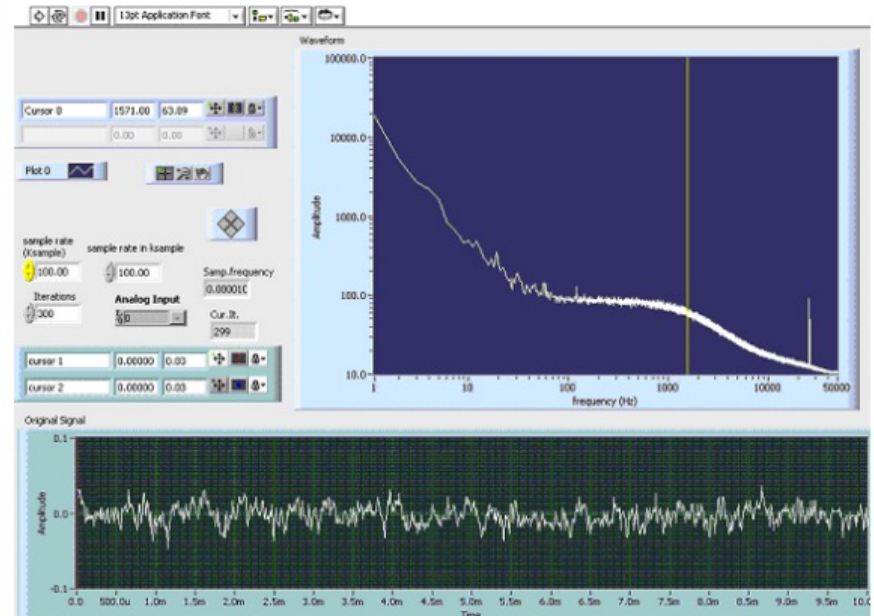 13pt Application Font
Waveform
Cursor 0 1571.00 63.09
0.00 0.00
Plot 0
sample rate
(Ksample)
sample rate in ksample
100.00
100.00
Samp.frequency
0.00001(
Iterations
300
Analog Input
0
Cur.It.
299
cursor 1 0.00000 0.03
cursor 2 0.00000 0.03
Amplitude
100000.0
10000.0
1000.0
100.0
10.0
1 10 100 1000 10000 50000
frequency (Hz)
Original Signal
Amplitude
0.1
0.0
-0.1
0.0 500.0u 1.0m 1.5m 2.0m 2.5m 3.0m 3.5m 4.0m 4.5m 5.0m 5.5m 6.0m 6.5m 7.0m 7.5m 8.0m 8.5m 9.0m 9.5m 10.0
Time